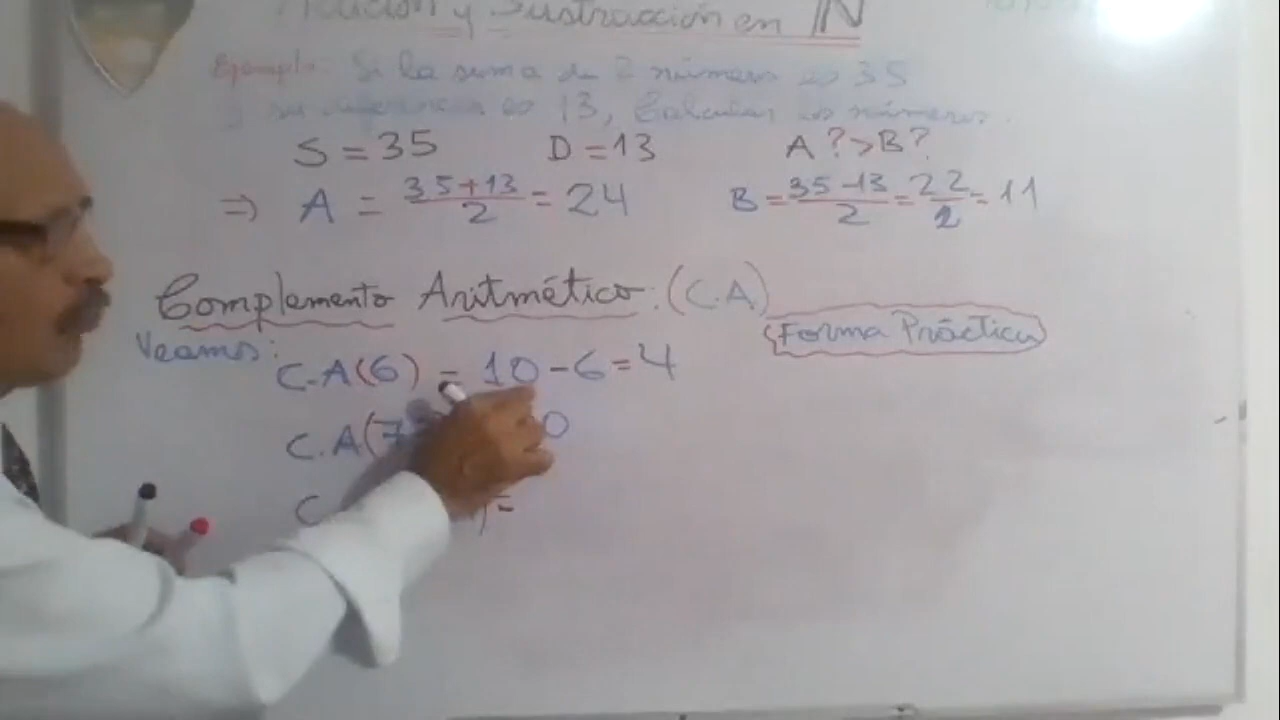 Adición y Sustracción en IN
Ejemplo: Si la suma de 2 números es 35
y su diferencia es 13, Calcular los números.
S = 35 D = 13 A ? > B ?
⇒ A = 35+13/2 = 24 B = 35-13/2 = 22/2 = 11
Complemento Aritmético: (C.A)
Forma Práctica
Veamos:
C.A(6) = 10-6=4
C.A(7 0
C )=